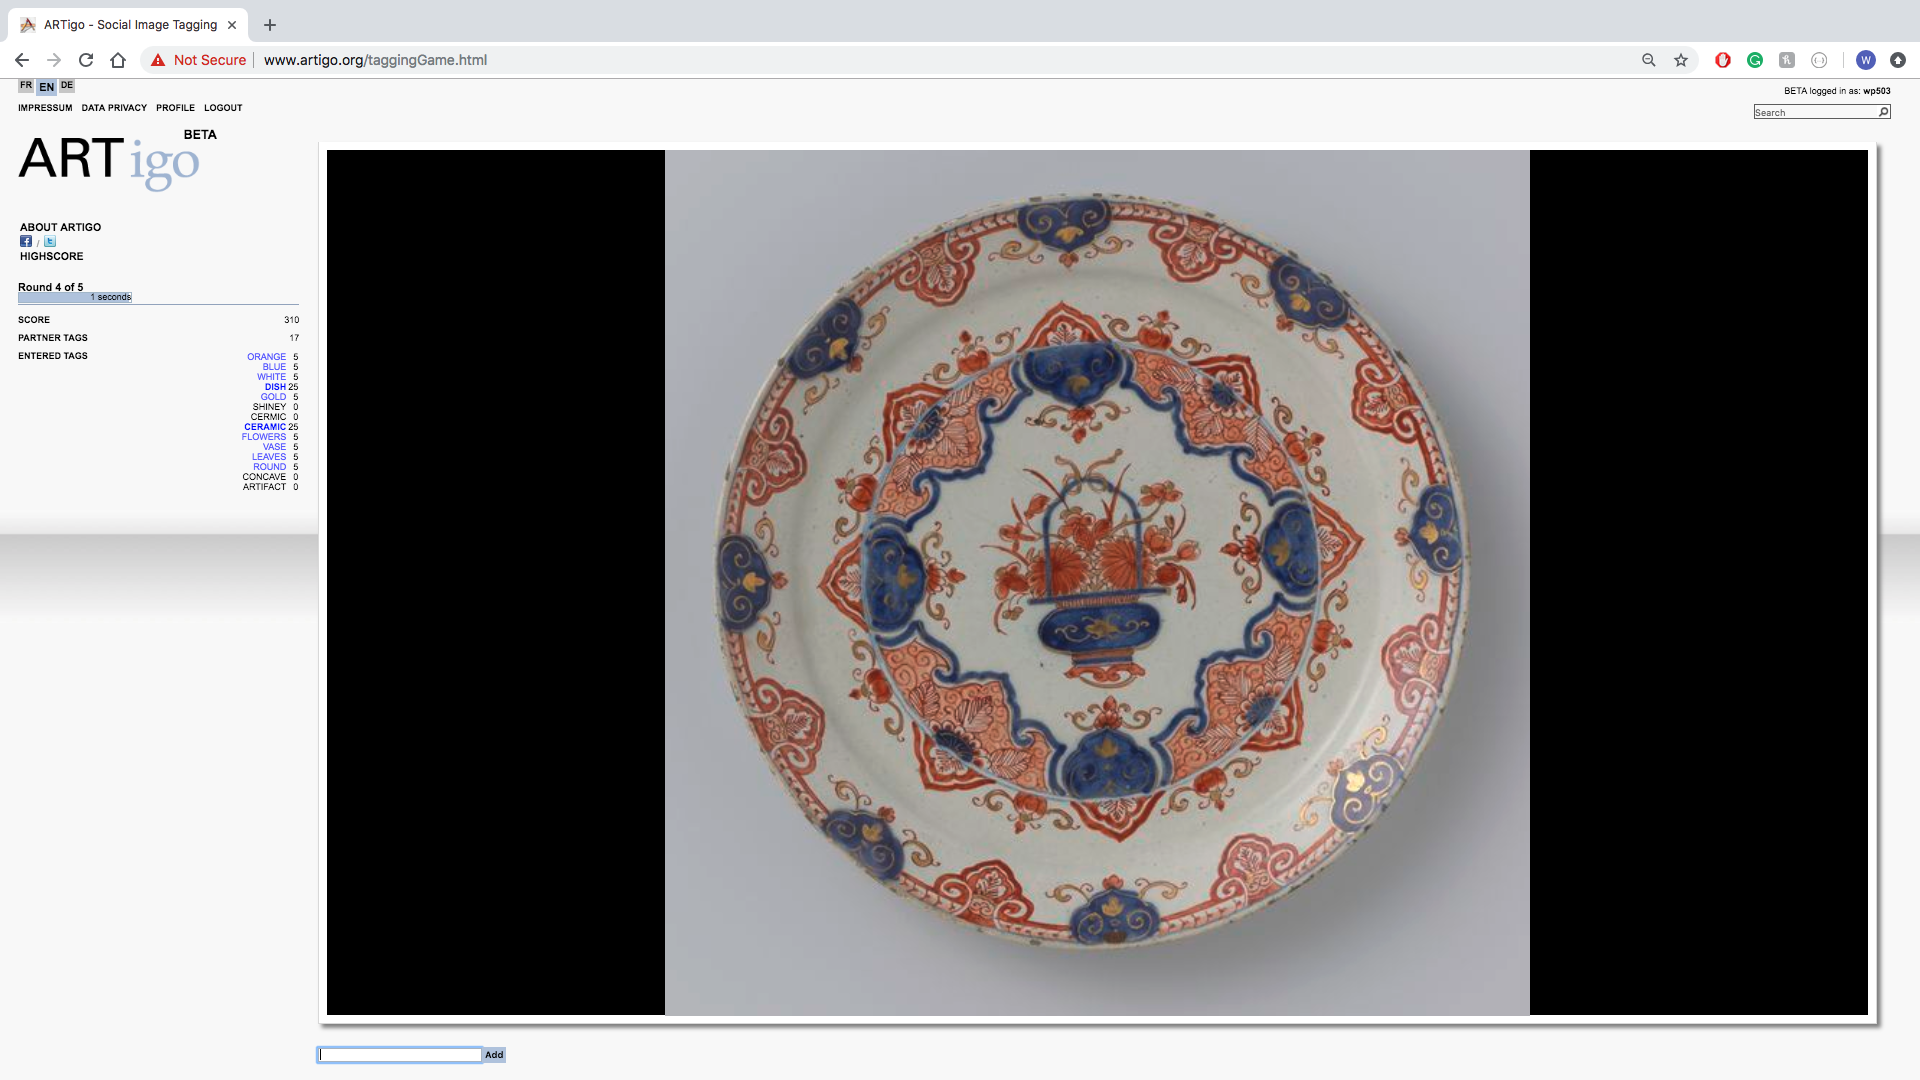 ARTigo - Social Image Tagging
Not Secure
www.artigo.org/taggingGame.html
W
FR EN DE
BETA logged in as: wp503
IMPRESSUM DATA PRIVACY PROFILE LOGOUT
Search
BETA
ARTigo
ABOUT ARTIGO
/
HIGHSCORE
Round 4 of 5
1 seconds
SCORE 310
PARTNER TAGS 17
ENTERED TAGS
ORANGE 5
BLUE 5
WHITE 5
DISH 25
GOLD 5
SHINEY 0
CERMIC 0
CERAMIC 25
FLOWERS 5
VASE 5
LEAVES 5
ROUND 5
CONCAVE 0
ARTIFACT 0
Add